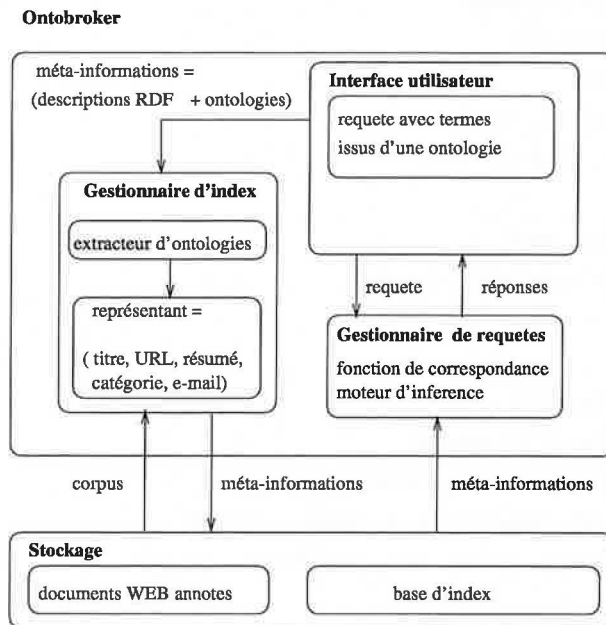 Ontobroker
méta-informations =
(descriptions RDF + ontologies)
Interface utilisateur
requete avec termes
issus d'une ontologie
Gestionnaire d'index
extracteur d'ontologies
représentant =
( titre, URL, résumé,
catégorie, e-mail)
requete
réponses
Gestionnaire de requetes
fonction de correspondance
moteur d'inference
corpus
méta-informations
méta-informations
Stockage
documents WEB annotes
base d'index